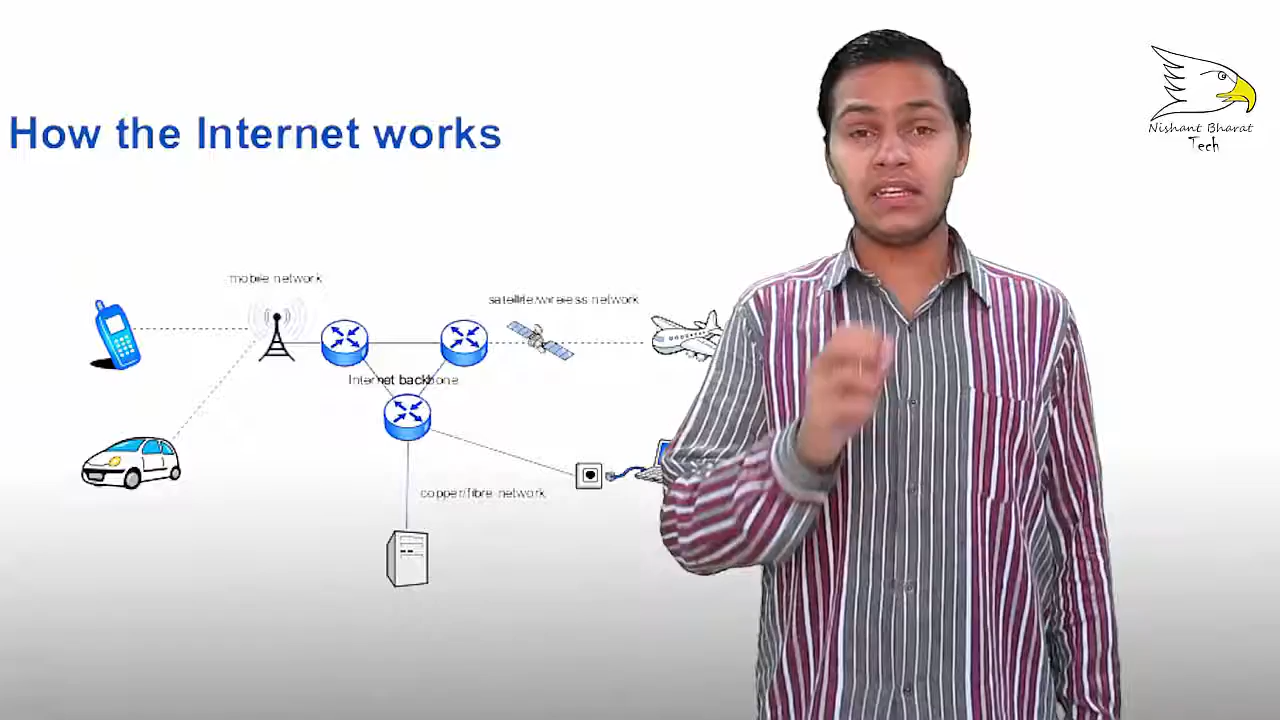 How the Internet works
Nishant Bharat
Tech
mobile network
satellite/wireless network
Internet backbone
copper/fibre network